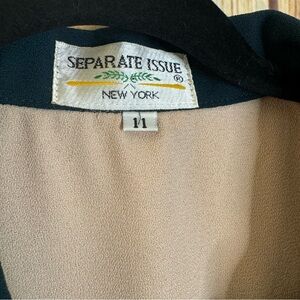 SEPARATE ISSUE
®
NEW YORK
11